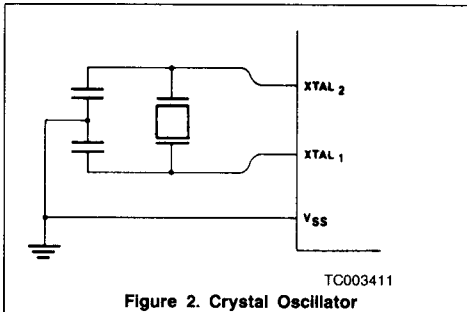 XTAL 2
XTAL 1
VSS
TC003411
Figure 2. Crystal Oscillator